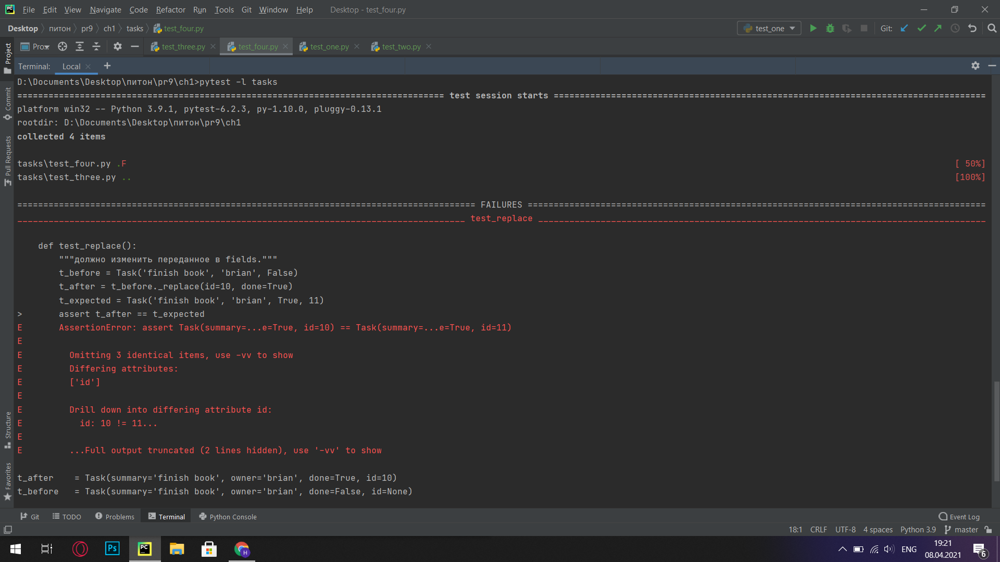 File Edit View Navigate Code Refactor Run Tools Git Window Help Desktop - test_four.py
Desktop питон pr9 ch1 tasks test_four.py test_one Git:
Project Pro... test_three.py test_four.py test_one.py test_two.py
Terminal: Local
D:\Documents\Desktop\питон\pr9\ch1>pytest -l tasks
test session starts
platform win32 -- Python 3.9.1, pytest-6.2.3, py-1.10.0, pluggy-0.13.1
rootdir: D:\Documents\Desktop\питон\pr9\ch1
collected 4 items
tasks\test_four.py .F [ 50%]
tasks\test_three.py .. [100%]
FAILURES
test_replace
def test_replace():
"""должно изменить переданное в fields."""
t_before = Task('finish book', 'brian', False)
t_after = t_before._replace(id=10, done=True)
t_expected = Task('finish book', 'brian', True, 11)
> assert t_after == t_expected
E AssertionError: assert Task(summary=...e=True, id=10) == Task(summary=...e=True, id=11)
E
E Omitting 3 identical items, use -vv to show
E Differing attributes:
E ['id']
E
E Drill down into differing attribute id:
E id: 10 != 11...
E
E ...Full output truncated (2 lines hidden), use '-vv' to show
t_after = Task(summary='finish book', owner='brian', done=True, id=10)
t_before = Task(summary='finish book', owner='brian', done=False, id=None)
Commit
Pull Requests
Structure
Favorites
Git TODO Problems Terminal Python Console Event Log
18:1 CRLF UTF-8 4 spaces Python 3.9 master
Ps PC H ENG 19:21
08.04.2021 6